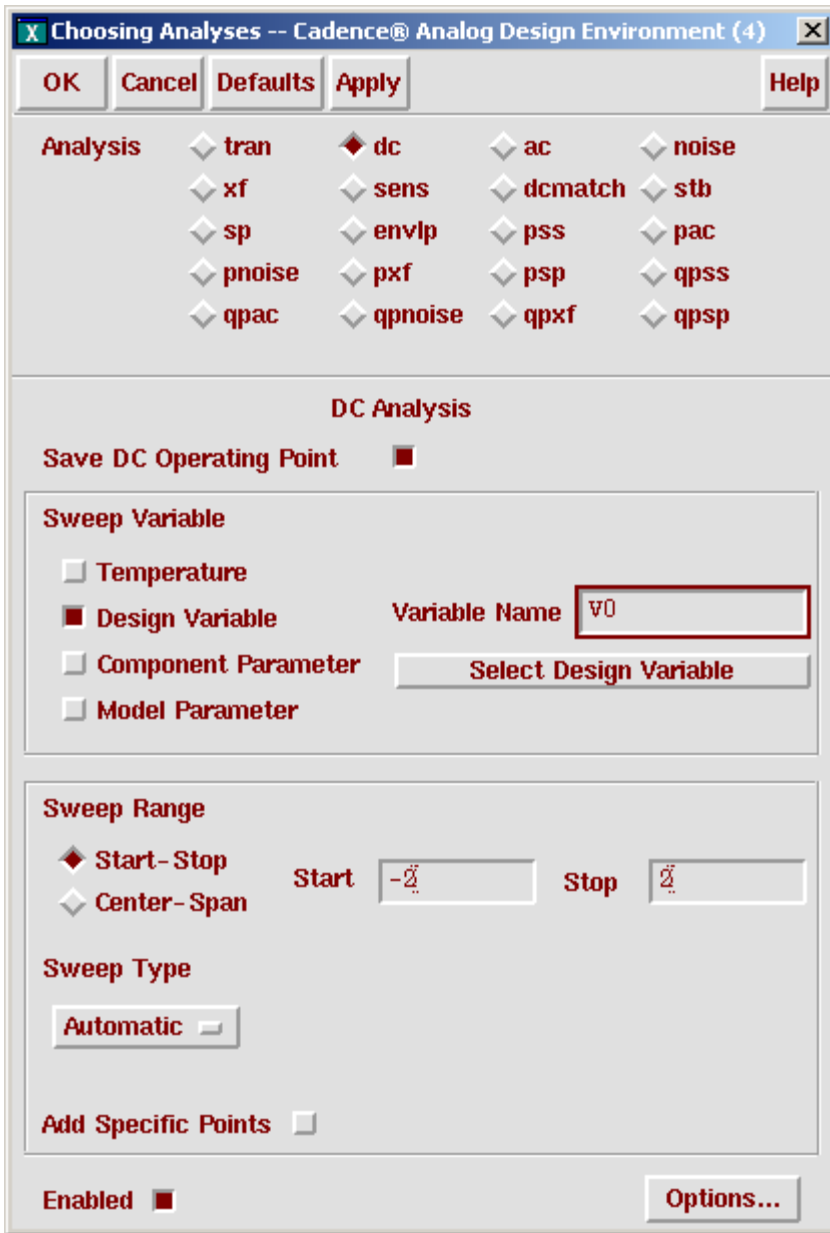 X Choosing Analyses -- Cadence® Analog Design Environment (4)
OK Cancel Defaults Apply Help
Analysis tran dc ac noise
xf sens dcmatch stb
sp envlp pss pac
pnoise pxf psp qpss
qpac qpnoise qpxf qpsp
DC Analysis
Save DC Operating Point
Sweep Variable
Temperature
Design Variable Variable Name V0
Component Parameter Select Design Variable
Model Parameter
Sweep Range
Start-Stop Start -2 Stop 2
Center-Span
Sweep Type
Automatic
Add Specific Points
Enabled Options...